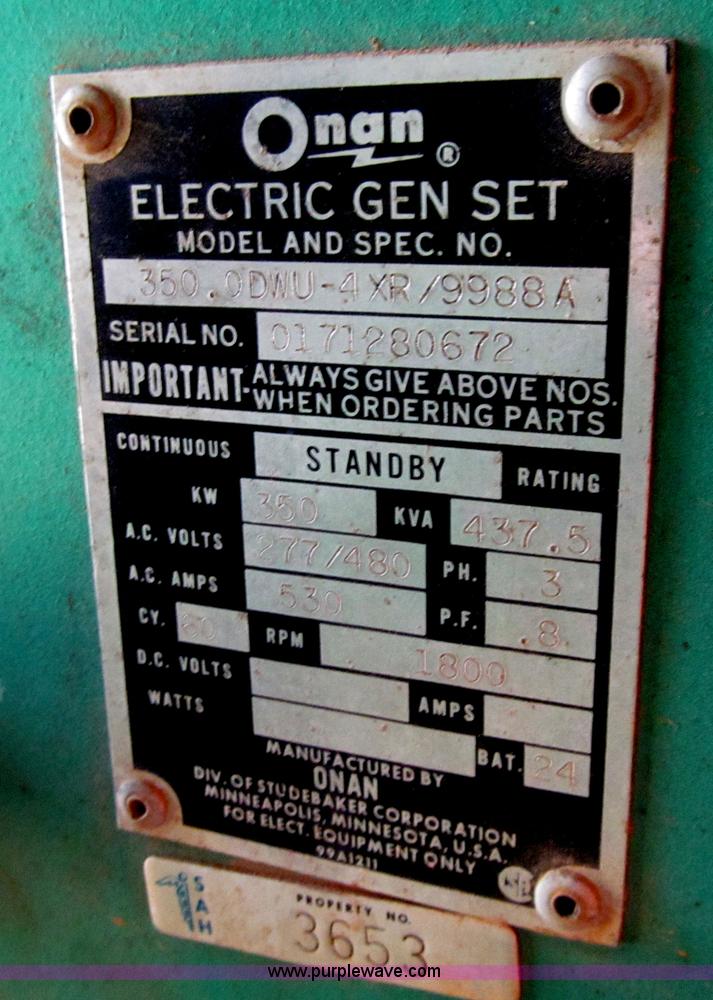 Onan ®
ELECTRIC GEN SET
MODEL AND SPEC. NO.
350.0DWU-4XR/9988A
SERIAL NO. 0171280672
IMPORTANT- ALWAYS GIVE ABOVE NOS.
WHEN ORDERING PARTS
CONTINUOUS STANDBY RATING
KW 350 KVA 437.5
A.C. VOLTS 277/480 PH. 3
A.C. AMPS 530 P.F. .8
CY. 60 RPM 1800
D.C. VOLTS AMPS
WATTS BAT. 24
MANUFACTURED BY
ONAN
DIV. OF STUDEBAKER CORPORATION
MINNEAPOLIS, MINNESOTA, U.S.A.
FOR ELECT. EQUIPMENT ONLY
99A1211
SAH
PROPERTY NO.
3653
www.purplewave.com